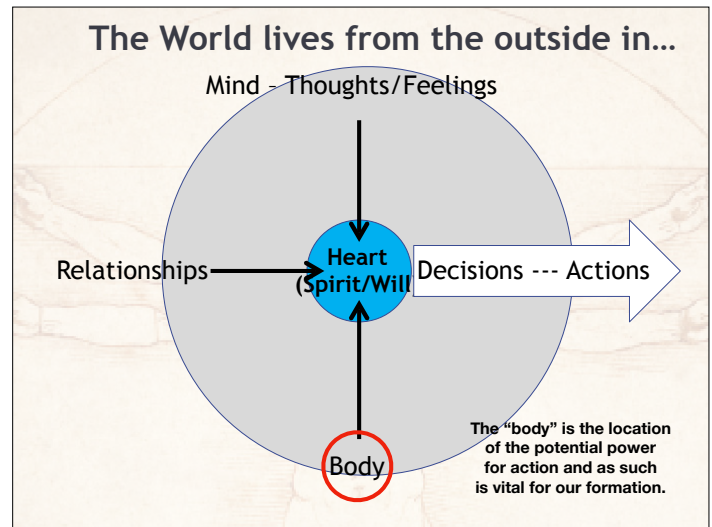 The World lives from the outside in…
Mind - Thoughts/Feelings
Relationships
Heart
(Spirit/Will
Decisions --- Actions
Body
The “body” is the location
of the potential power
for action and as such
is vital for our formation.